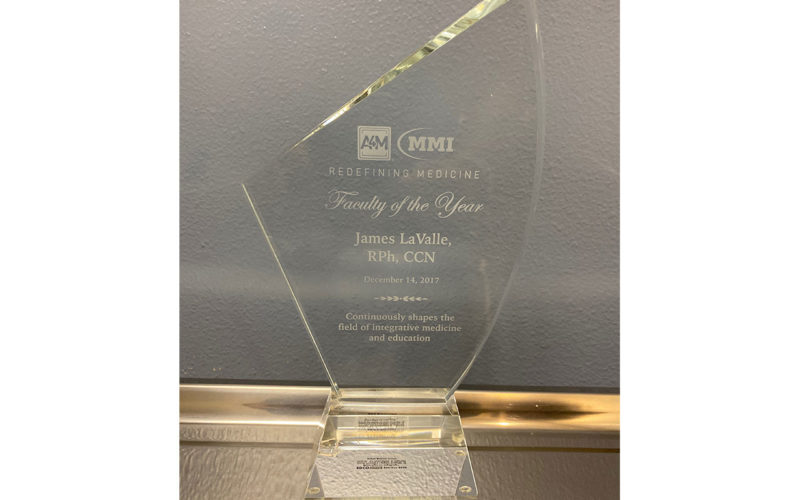 A4M MMI
REDEFINING MEDICINE
Faculty of the Year
James LaValle,
RPh, CCN
December 14, 2017
Continuously shapes the
field of integrative medicine
and education